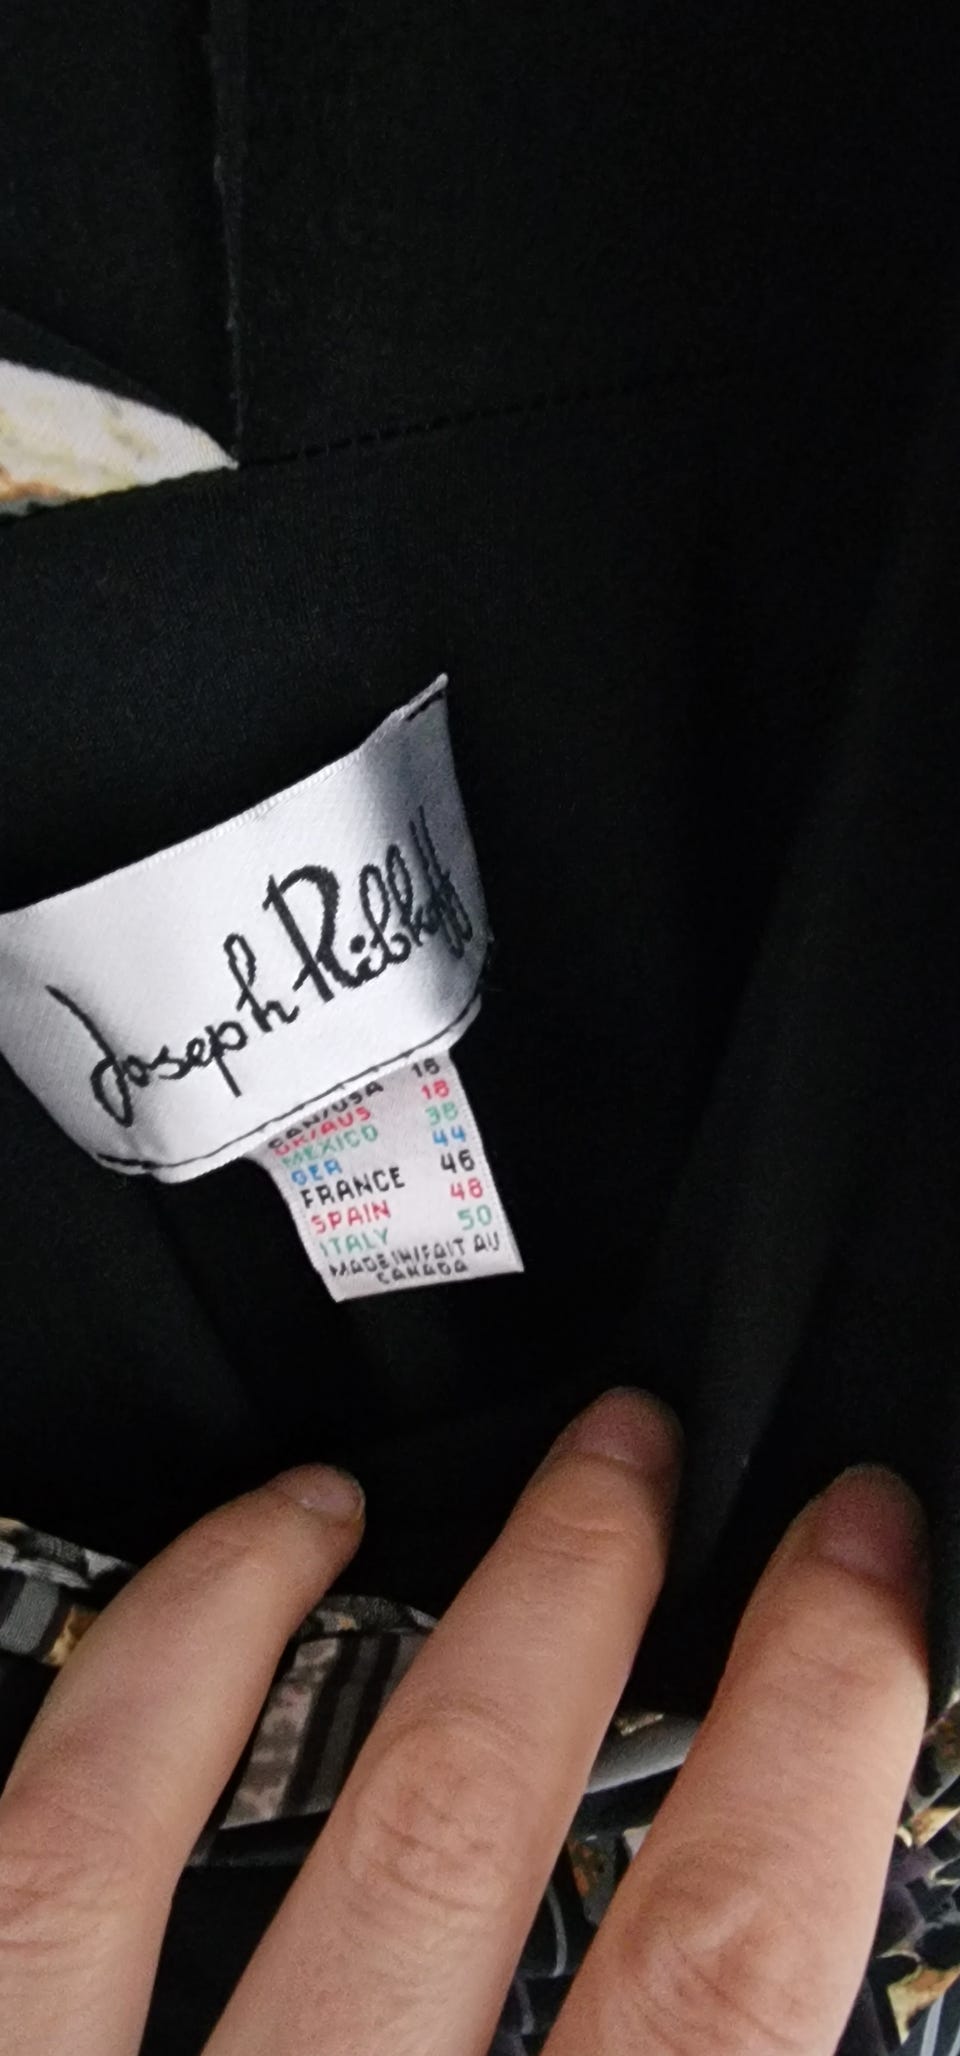 Joseph Ribkoff
CAN/USA 16
UK/AUS 18
MEXICO 38
GER 44
FRANCE 46
SPAIN 48
ITALY 50
MADE IN/FAIT AU
CANADA